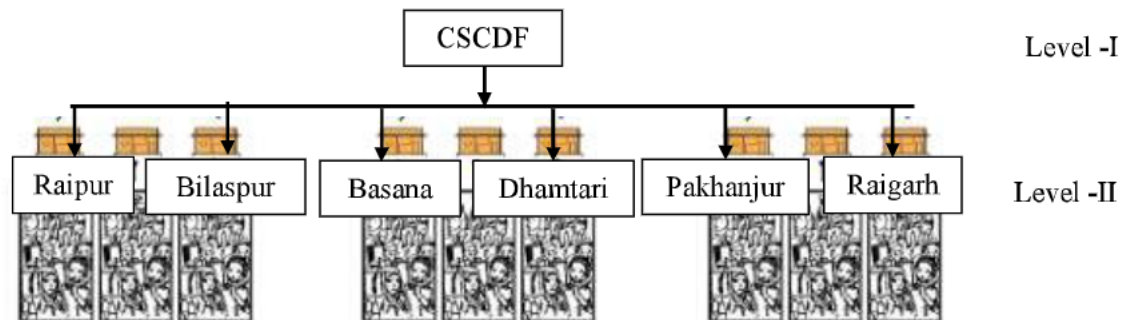 CSCDF
Level -I
Raipur
Bilaspur
Basana
Dhamtari
Pakhanjur
Raigarh
Level -II